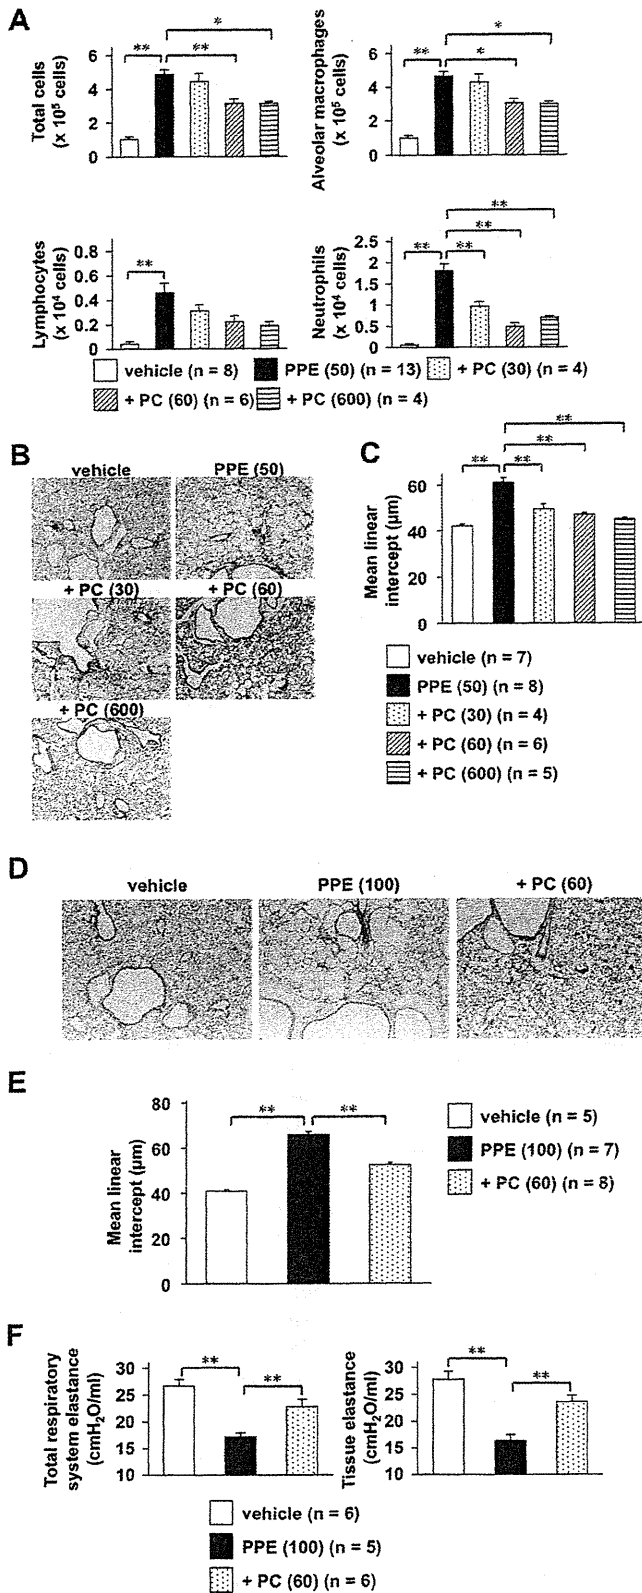 A
Total cells
(x 10⁵ cells)
6
4
2
0
**
**
*
Alveolar macrophages
(x 10⁵ cells)
6
4
2
0
**
*
*
Lymphocytes
(x 10⁴ cells)
0.8
0.6
0.4
0.2
0
**
Neutrophils
(x 10⁴ cells)
2.5
2
1.5
1
0.5
0
**
**
**
**
vehicle (n = 8) PPE (50) (n = 13) + PC (30) (n = 4)
+ PC (60) (n = 6) + PC (600) (n = 4)
B
vehicle PPE (50)
+ PC (30) + PC (60)
+ PC (600)
C
Mean linear
intercept (µm)
60
40
20
0
**
**
**
**
vehicle (n = 7)
PPE (50) (n = 8)
+ PC (30) (n = 4)
+ PC (60) (n = 6)
+ PC (600) (n = 5)
D
vehicle PPE (100) + PC (60)
E
Mean linear
intercept (µm)
80
60
40
20
0
**
**
vehicle (n = 5)
PPE (100) (n = 7)
+ PC (60) (n = 8)
F
Total respiratory
system elastance
(cmH₂O/ml)
30
25
20
15
10
**
**
Tissue elastance
(cmH₂O/ml)
30
25
20
15
10
**
**
vehicle (n = 6)
PPE (100) (n = 5)
+ PC (60) (n = 6)